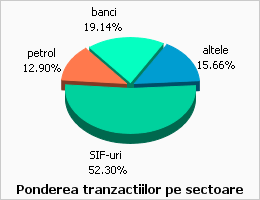 banci
19.14%
petrol
12.90%
altele
15.66%
SIF-uri
52.30%
Ponderea tranzactiilor pe sectoare